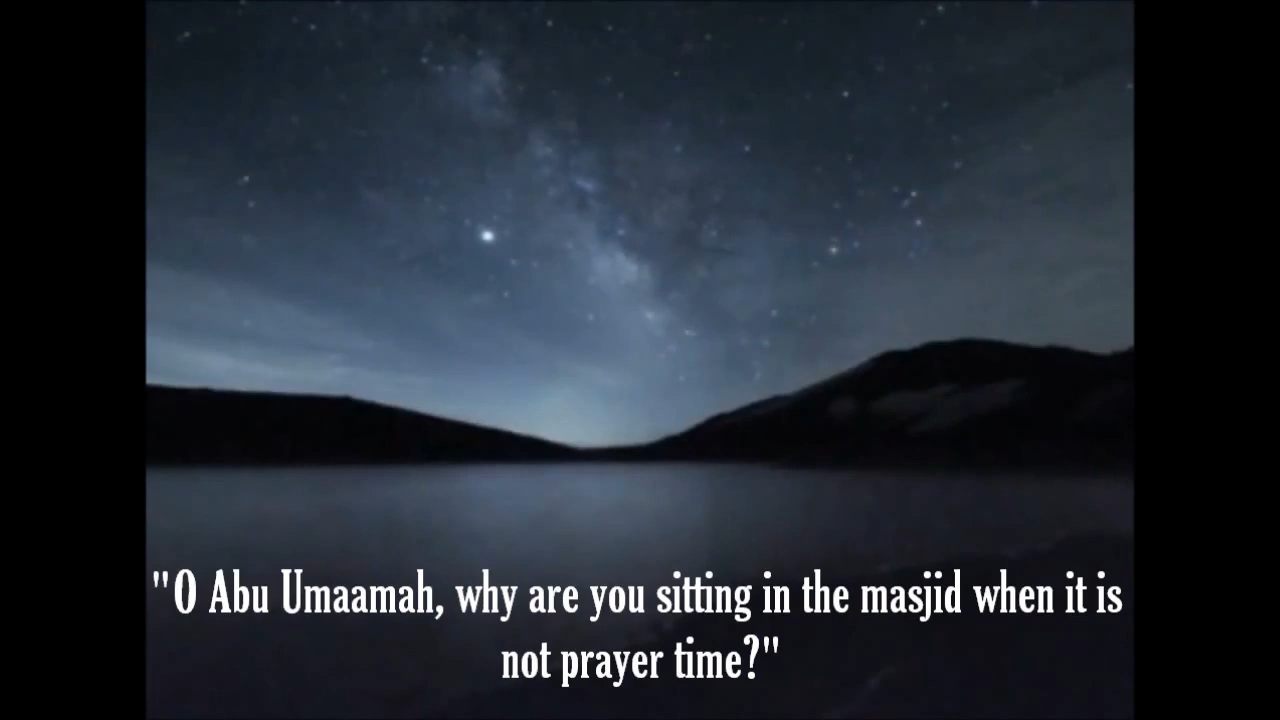 "O Abu Umaamah, why are you sitting in the masjid when it is
not prayer time?"